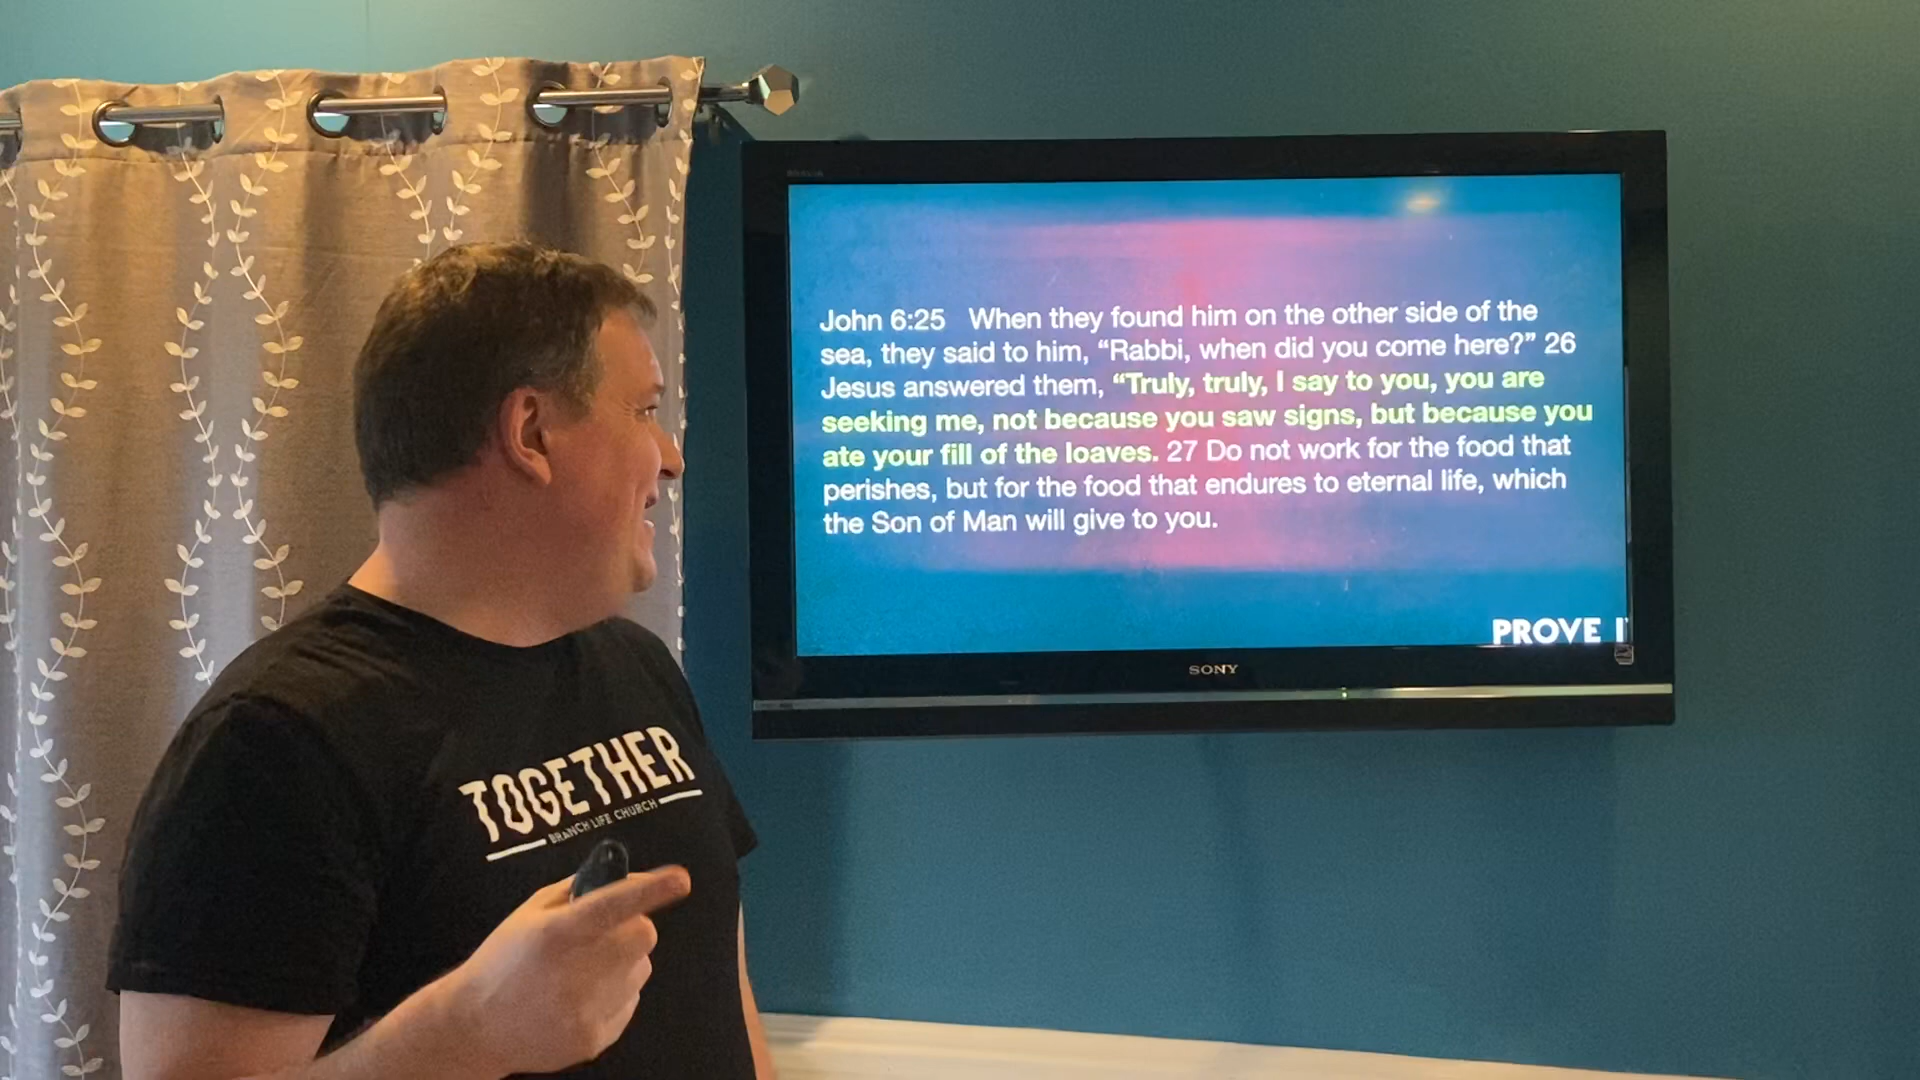 John 6:25 When they found him on the other side of the
sea, they said to him, “Rabbi, when did you come here?” 26
Jesus answered them, “Truly, truly, I say to you, you are
seeking me, not because you saw signs, but because you
ate your fill of the loaves. 27 Do not work for the food that
perishes, but for the food that endures to eternal life, which
the Son of Man will give to you.
PROVE
SONY
TOGETHER
BRANCH LIFE CHURCH